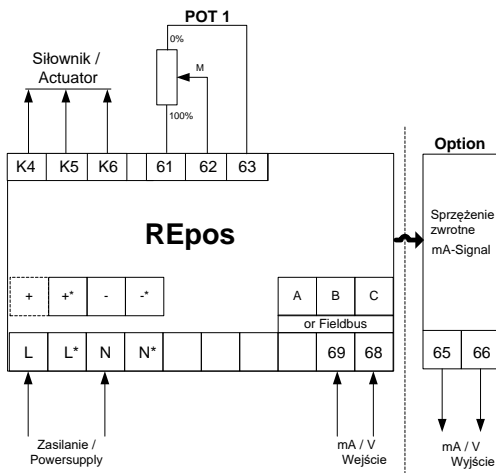 POT 1
0%
Siłownik /
Actuator
M
100%
Option
K4 K5 K6 61 62 63
REpos
Sprzężenie
zwrotne
mA-Signal
+ +* - -* A B C
or Fieldbus
L L* N N* 69 68
65 66
Zasilanie /
Powersupply
mA / V
Wejście
mA / V
Wyjście